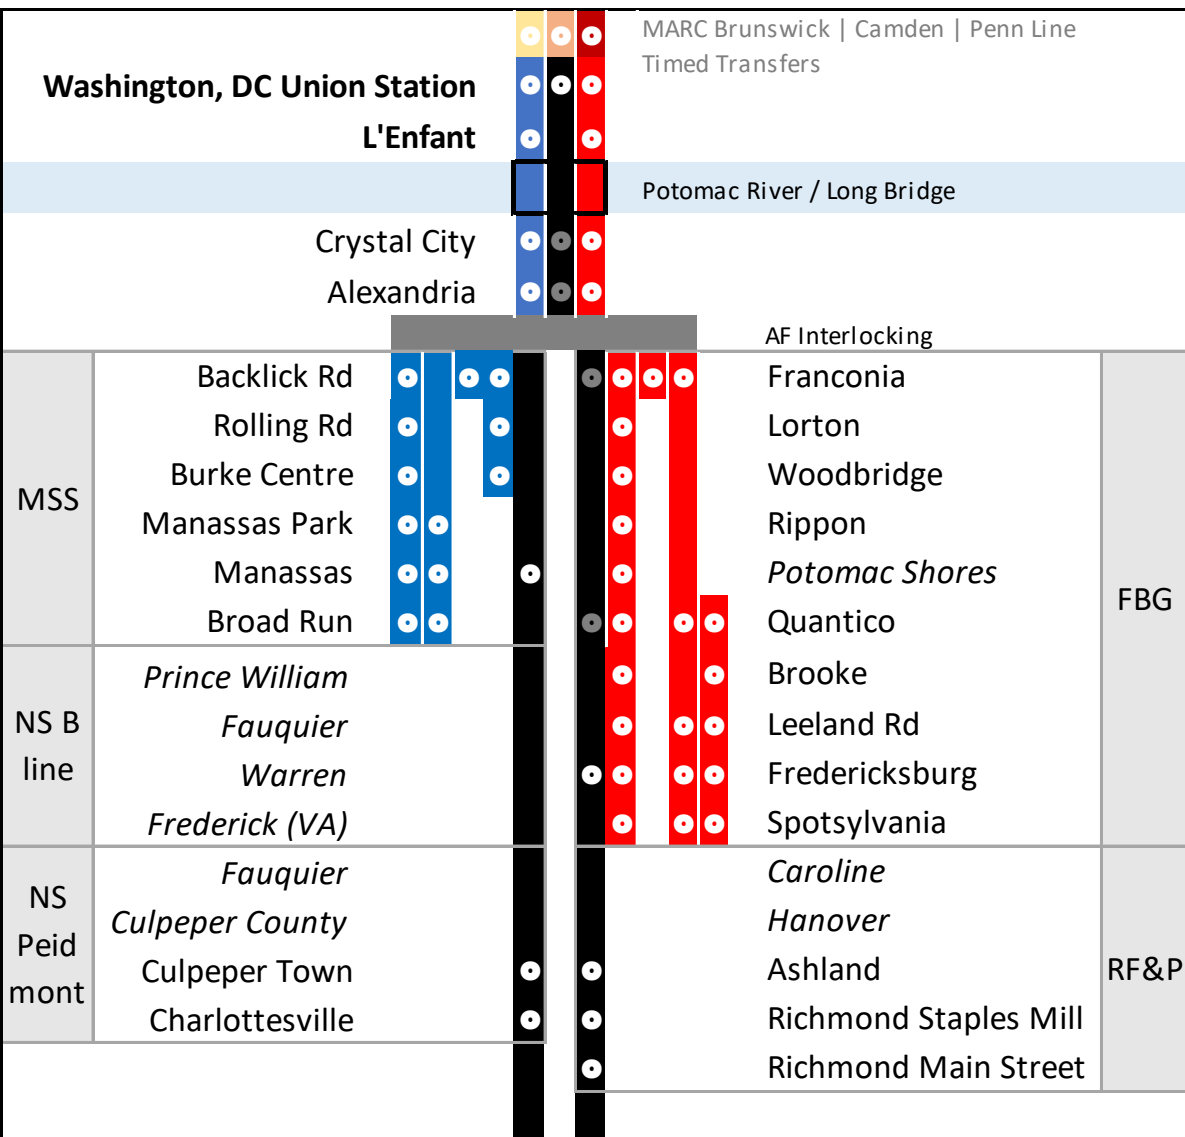 MARC Brunswick | Camden | Penn Line
Timed Transfers
Washington, DC Union Station
L'Enfant
Potomac River / Long Bridge
Crystal City
Alexandria
AF Interlocking
MSS
Backlick Rd
Rolling Rd
Burke Centre
Manassas Park
Manassas
Broad Run
NS B
line
Prince William
Fauquier
Warren
Frederick (VA)
NS
Peid
mont
Fauquier
Culpeper County
Culpeper Town
Charlottesville
Franconia
Lorton
Woodbridge
Rippon
Potomac Shores
Quantico
Brooke
Leeland Rd
Fredericksburg
Spotsylvania
FBG
Caroline
Hanover
Ashland
Richmond Staples Mill
Richmond Main Street
RF&P